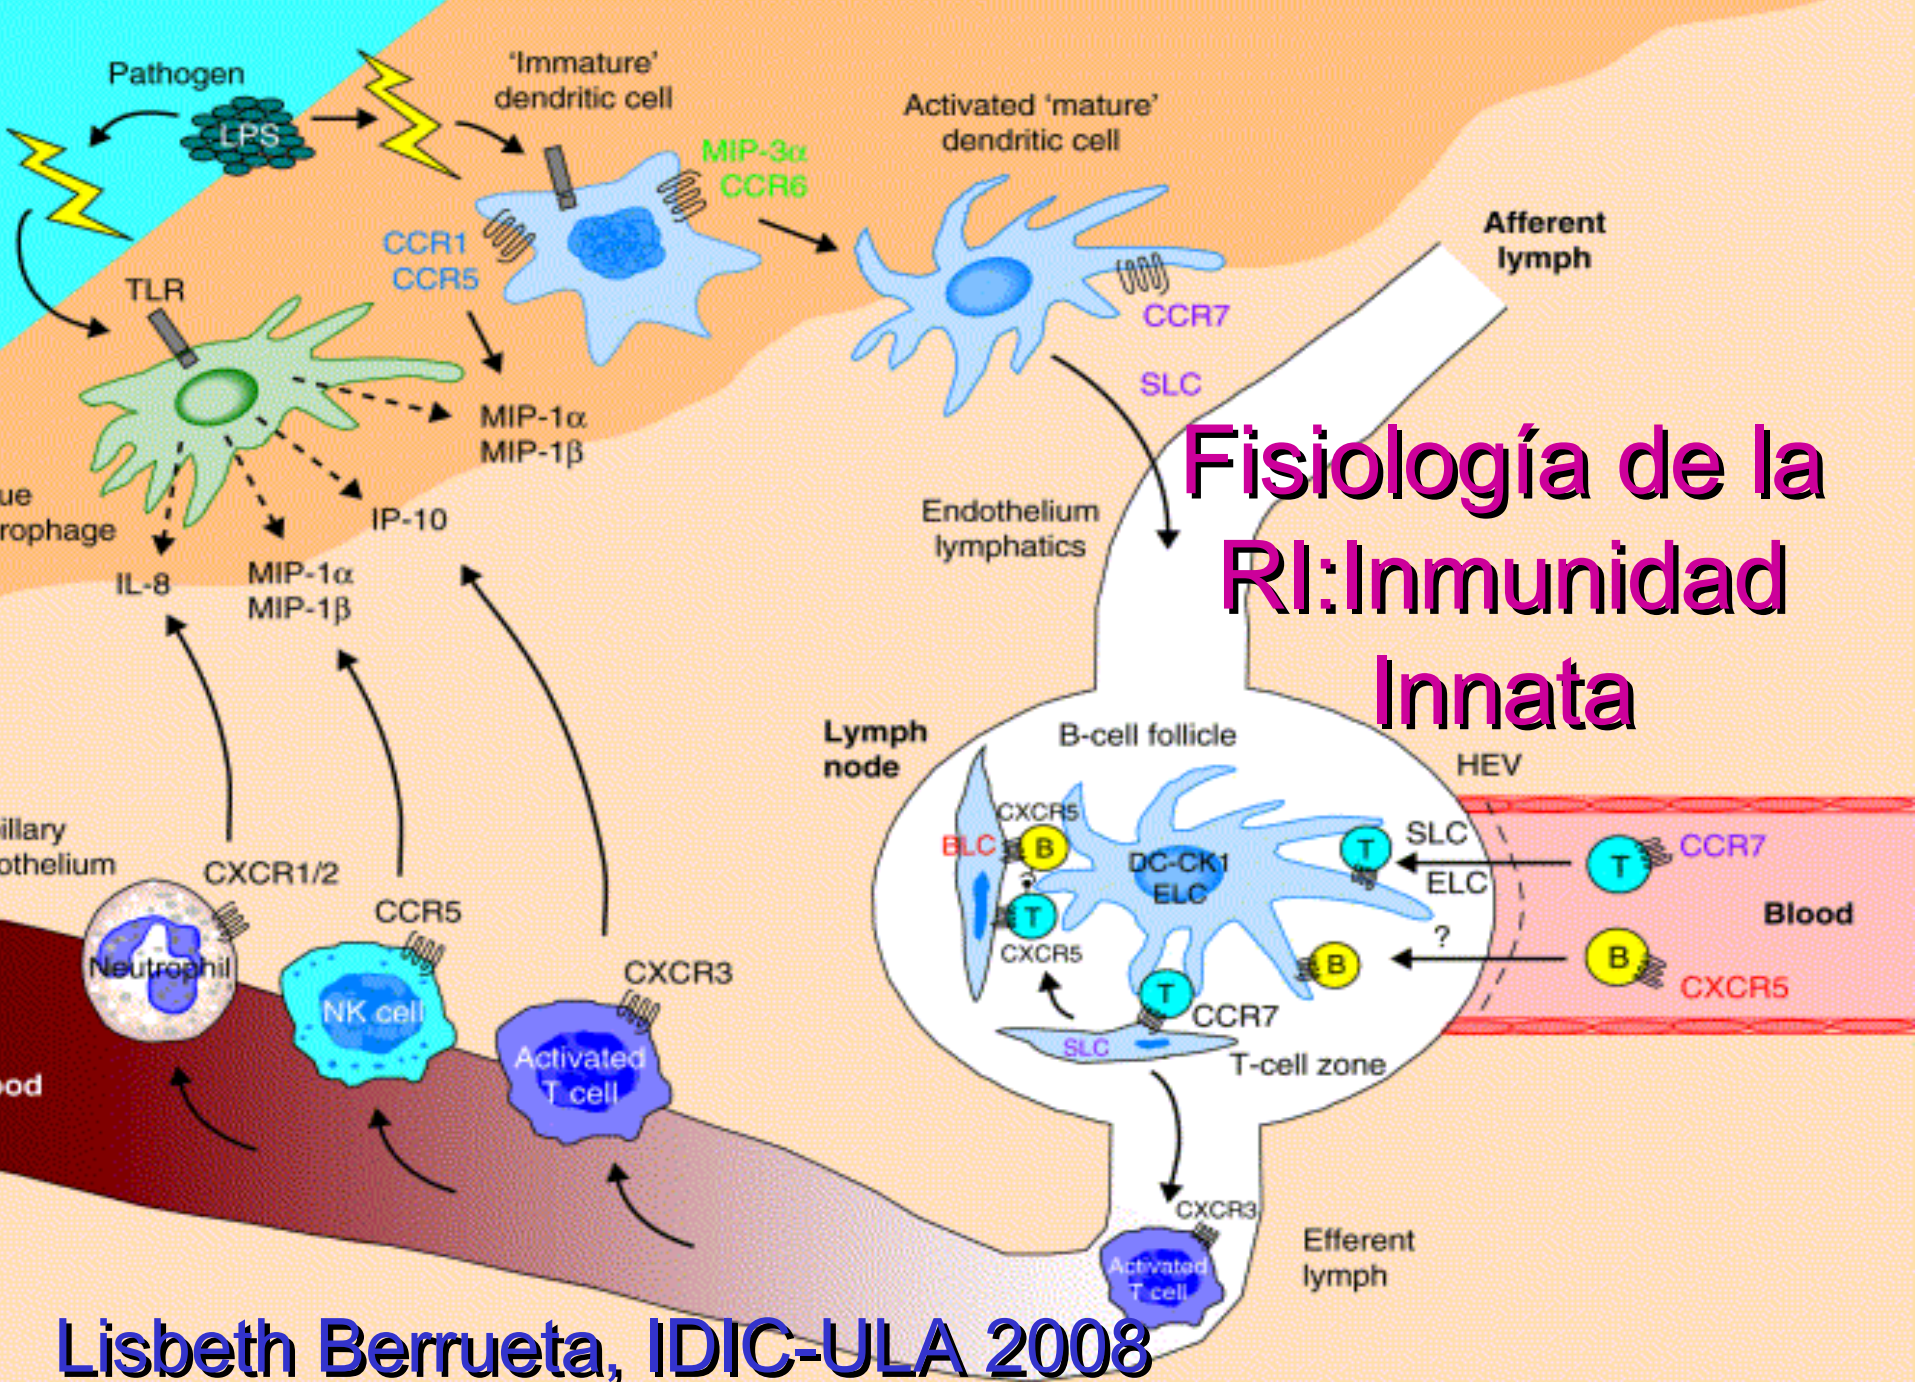 Pathogen
LPS
'Immature'
dendritic cell
MIP-3α
CCR6
Activated 'mature'
dendritic cell
Afferent
lymph
CCR1
CCR5
TLR
CCR7
SLC
MIP-1α
MIP-1β
Fisiología de la
RI:Inmunidad
Innata
ue
rophage
IP-10
Endothelium
lymphatics
IL-8
MIP-1α
MIP-1β
Lymph
node
B-cell follicle
HEV
CXCR5
BLC
B
DC-CK1
ELC
T
SLC
ELC
T
CCR7
Blood
T
CXCR5
?
B
B
CXCR5
T
CCR7
SLC
T-cell zone
illary
othelium
CXCR1/2
Neutrophil
CCR5
NK cell
CXCR3
Activated
T cell
ood
CXCR3
Activated
T cell
Efferent
lymph
Lisbeth Berrueta, IDIC-ULA 2008